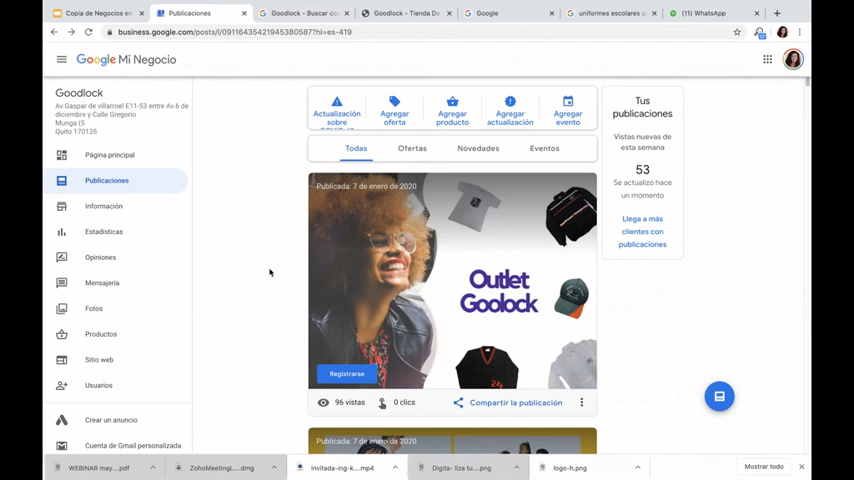 Copia de Negocios en
Publicaciones
Goodlock - Buscar co
Goodlock - Tienda De
Google
uniformes escolares
(11) WhatsApp
business.google.com/posts/l/09116435421945380587?hl=es-419
Google Mi Negocio
Goodlock
Av.Gaspar de villarroel E11-53 entre Av.6 de
diciembre y Calle Gregorio
Munga (5
Quito 170135
Página principal
Publicaciones
Información
Estadísticas
Opiniones
Mensajería
Fotos
Productos
Sitio web
Usuarios
Crear un anuncio
Cuenta de Gmail personalizada
Actualización
sobre
Agregar
oferta
Agregar
producto
Agregar
actualización
Agregar
evento
Todas
Ofertas
Novedades
Eventos
Publicada: 7 de enero de 2020
Outlet
Goolock
24
Registrarse
96 vistas
0 clics
Compartir la publicación
Publicada: 7 de enero de 2020
Tus
publicaciones
Vistas nuevas de
esta semana
53
Se actualizó hace
un momento
Llega a más
clientes con
publicaciones
WEBINAR may....pdf
ZohoMeetingL....dmg
invitada-ing-k....mp4
Digita- liza tu....png
logo-h.png
Mostrar todo